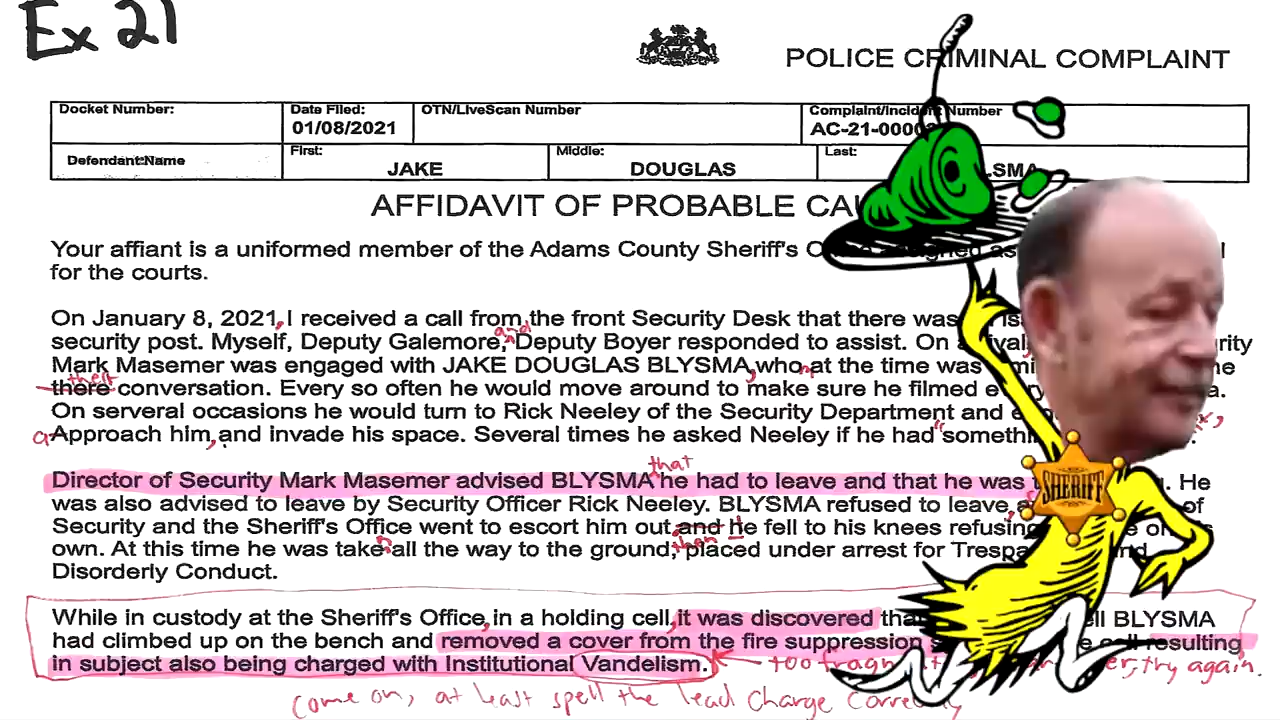 Ex 21
POLICE CRIMINAL COMPLAINT
Docket Number:
Date Filed:
01/08/2021
OTN/LiveScan Number
Complaint/Incident Number
AC-21-0000
Defendant Name
First:
JAKE
Middle:
DOUGLAS
Last:
LSMA
AFFIDAVIT OF PROBABLE CAU
Your affiant is a uniformed member of the Adams County Sheriff's O
for the courts.
On January 8, 2021, I received a call from, the front Security Desk that there was
and
security post. Myself, Deputy Galemore, Deputy Boyer responded to assist. On
Mark Masemer was engaged with JAKE DOUGLAS BLYSMA, who at the time was
their
there conversation. Every so often he would move around to make sure he filmed
On serveral occasions he would turn to Rick Neeley of the Security Department and
a Approach him, and invade his space. Several times he asked Neeley if he had "somethi
that
Director of Security Mark Masemer advised BLYSMA he had to leave and that he was He
was also advised to leave by Security Officer Rick Neeley. BLYSMA refused to leave of
Security and the Sheriff's Office went to escort him out and he fell to his knees refusing
own. At this time he was taken all the way to the ground; then placed under arrest for Trespa nd
Disorderly Conduct.
While in custody at the Sheriff's Office, in a holding cell, it was discovered BLYSMA
had climbed up on the bench and removed a cover from the fire suppression cell resulting
in subject also being charged with Institutional Vandelism. too try again.
come on, at least spell the lead charge correctly
SHERIFF